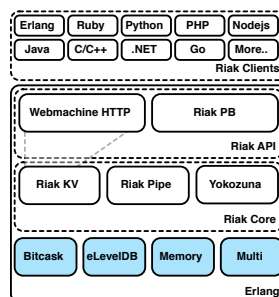 Erlang Ruby Python PHP Nodejs
Java C/C++ .NET Go More..
Riak Clients
Webmachine HTTP Riak PB
Riak API
Riak KV Riak Pipe Yokozuna
Riak Core
Bitcask eLevelDB Memory Multi
Erlang